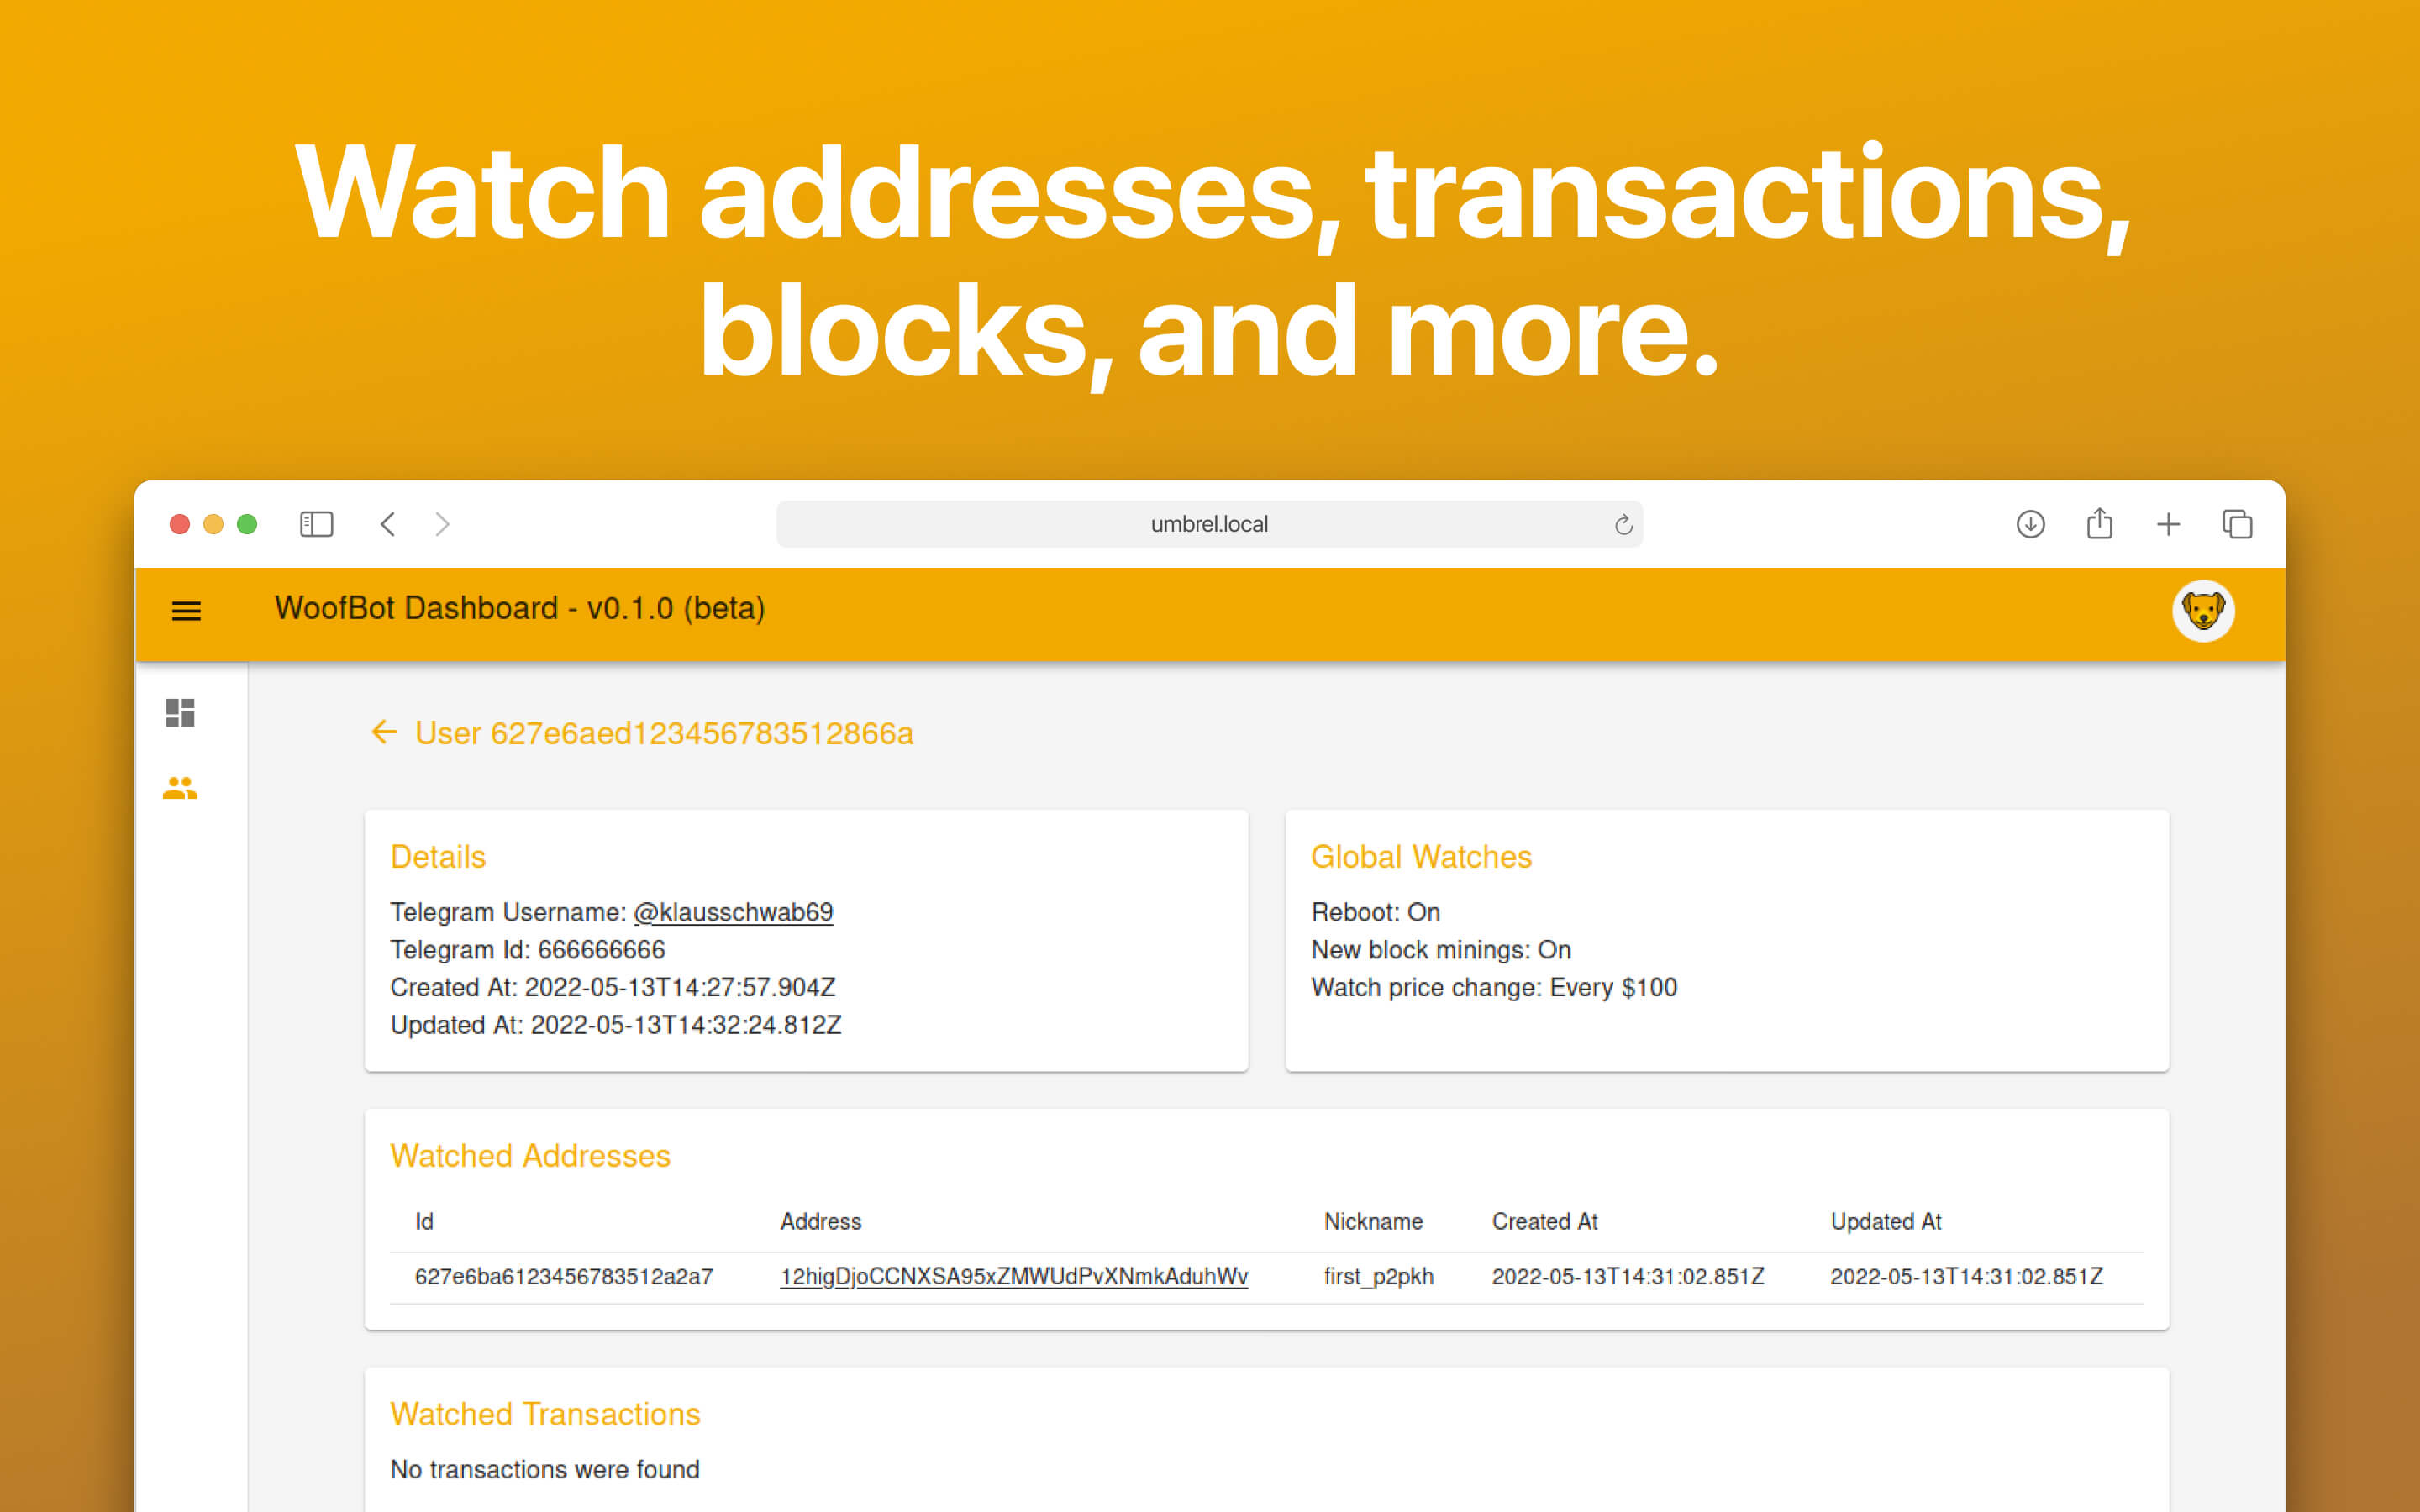 Watch addresses, transactions,
blocks, and more.
umbrel.local
WoofBot Dashboard - v0.1.0 (beta)
User 627e6aed123456783512866a
Details
Telegram Username: @klausschwab69
Telegram Id: 666666666
Created At: 2022-05-13T14:27:57.904Z
Updated At: 2022-05-13T14:32:24.812Z
Global Watches
Reboot: On
New block minings: On
Watch price change: Every $100
Watched Addresses
Id Address Nickname Created At Updated At
627e6ba6123456783512a2a7 12higDjoCCNXSA95xZMWUdPvXNmkAduhWv first_p2pkh 2022-05-13T14:31:02.851Z 2022-05-13T14:31:02.851Z
Watched Transactions
No transactions were found